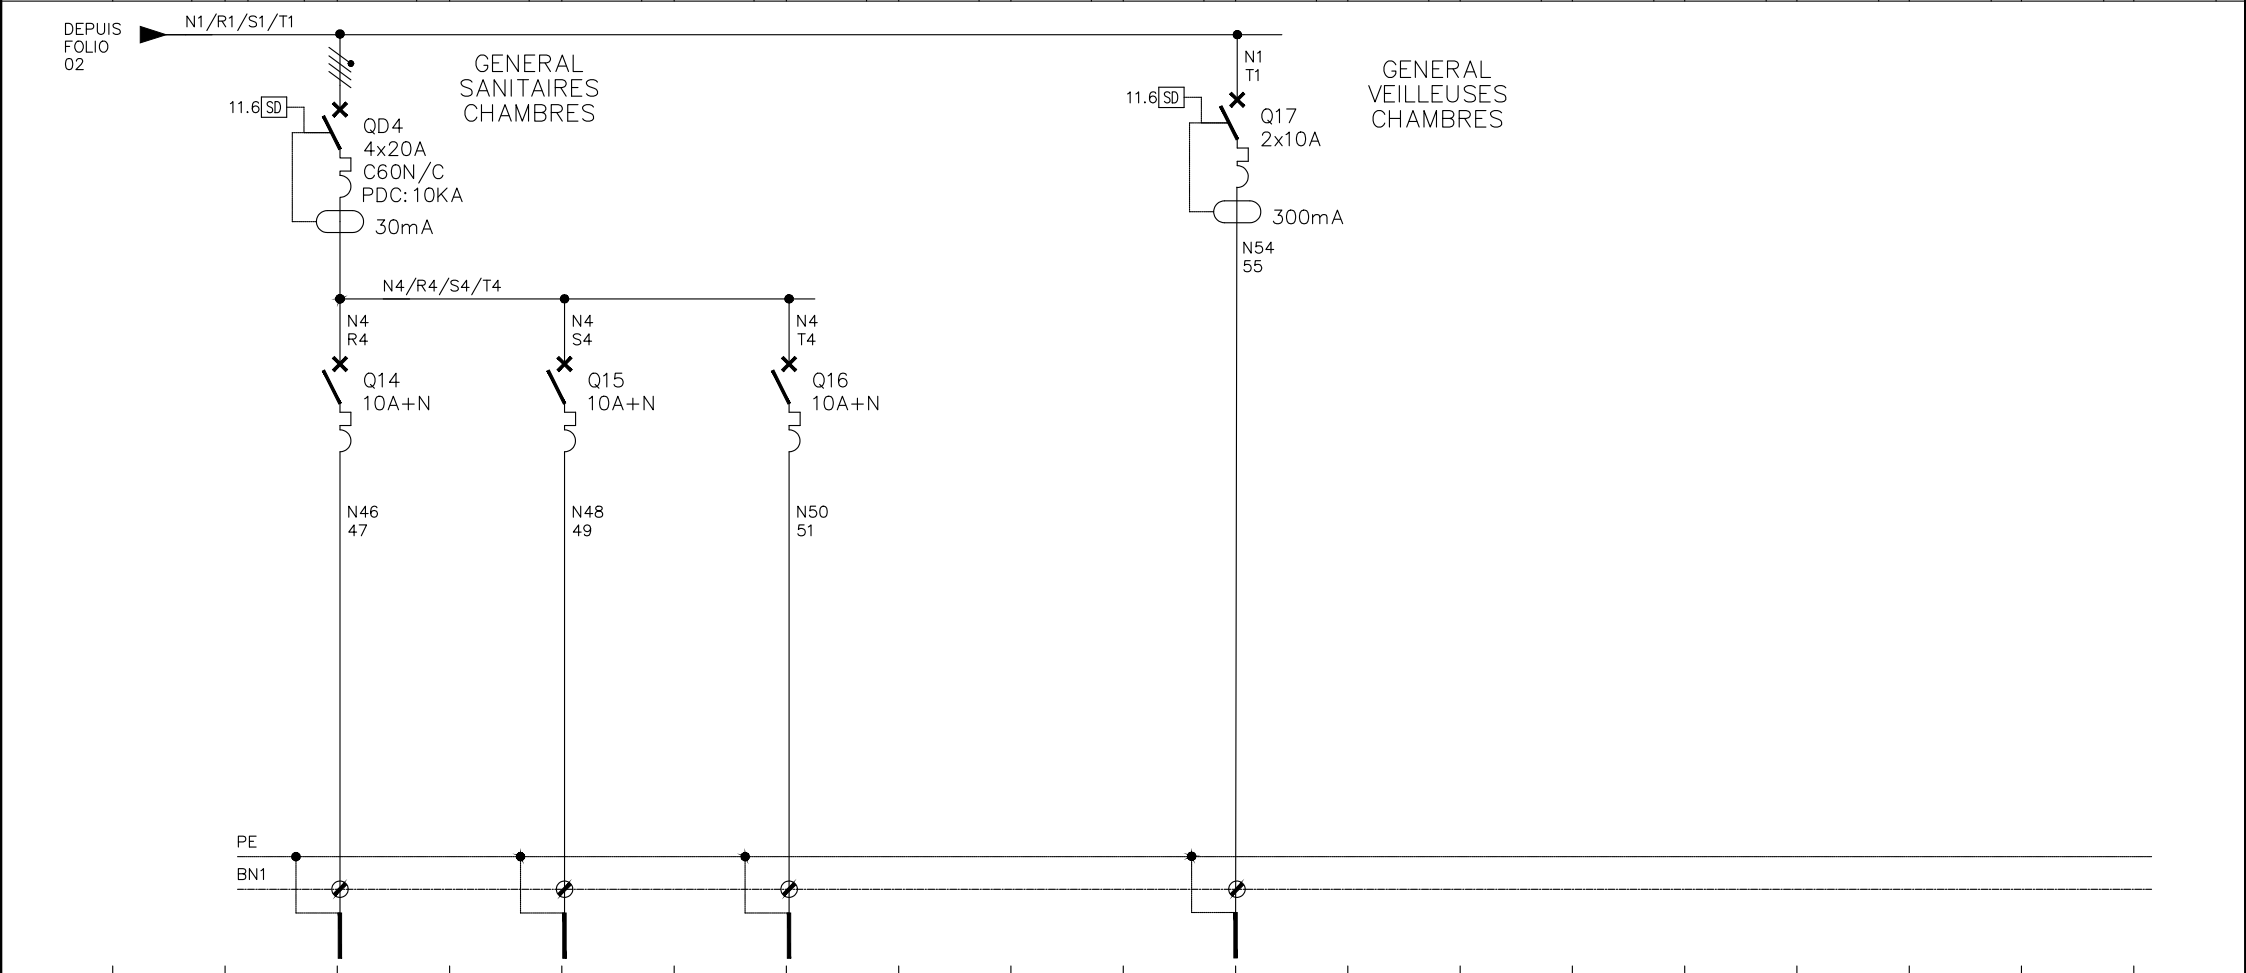 DEPUIS
FOLIO
02
N1/R1/S1/T1
GENERAL
SANITAIRES
CHAMBRES
11.6 SD
QD4
4x20A
C60N/C
PDC:10KA
30mA
N1
T1
11.6 SD
Q17
2x10A
300mA
N54
55
GENERAL
VEILLEUSES
CHAMBRES
N4/R4/S4/T4
N4
R4
Q14
10A+N
N46
47
N4
S4
Q15
10A+N
N48
49
N4
T4
Q16
10A+N
N50
51
PE
BN1